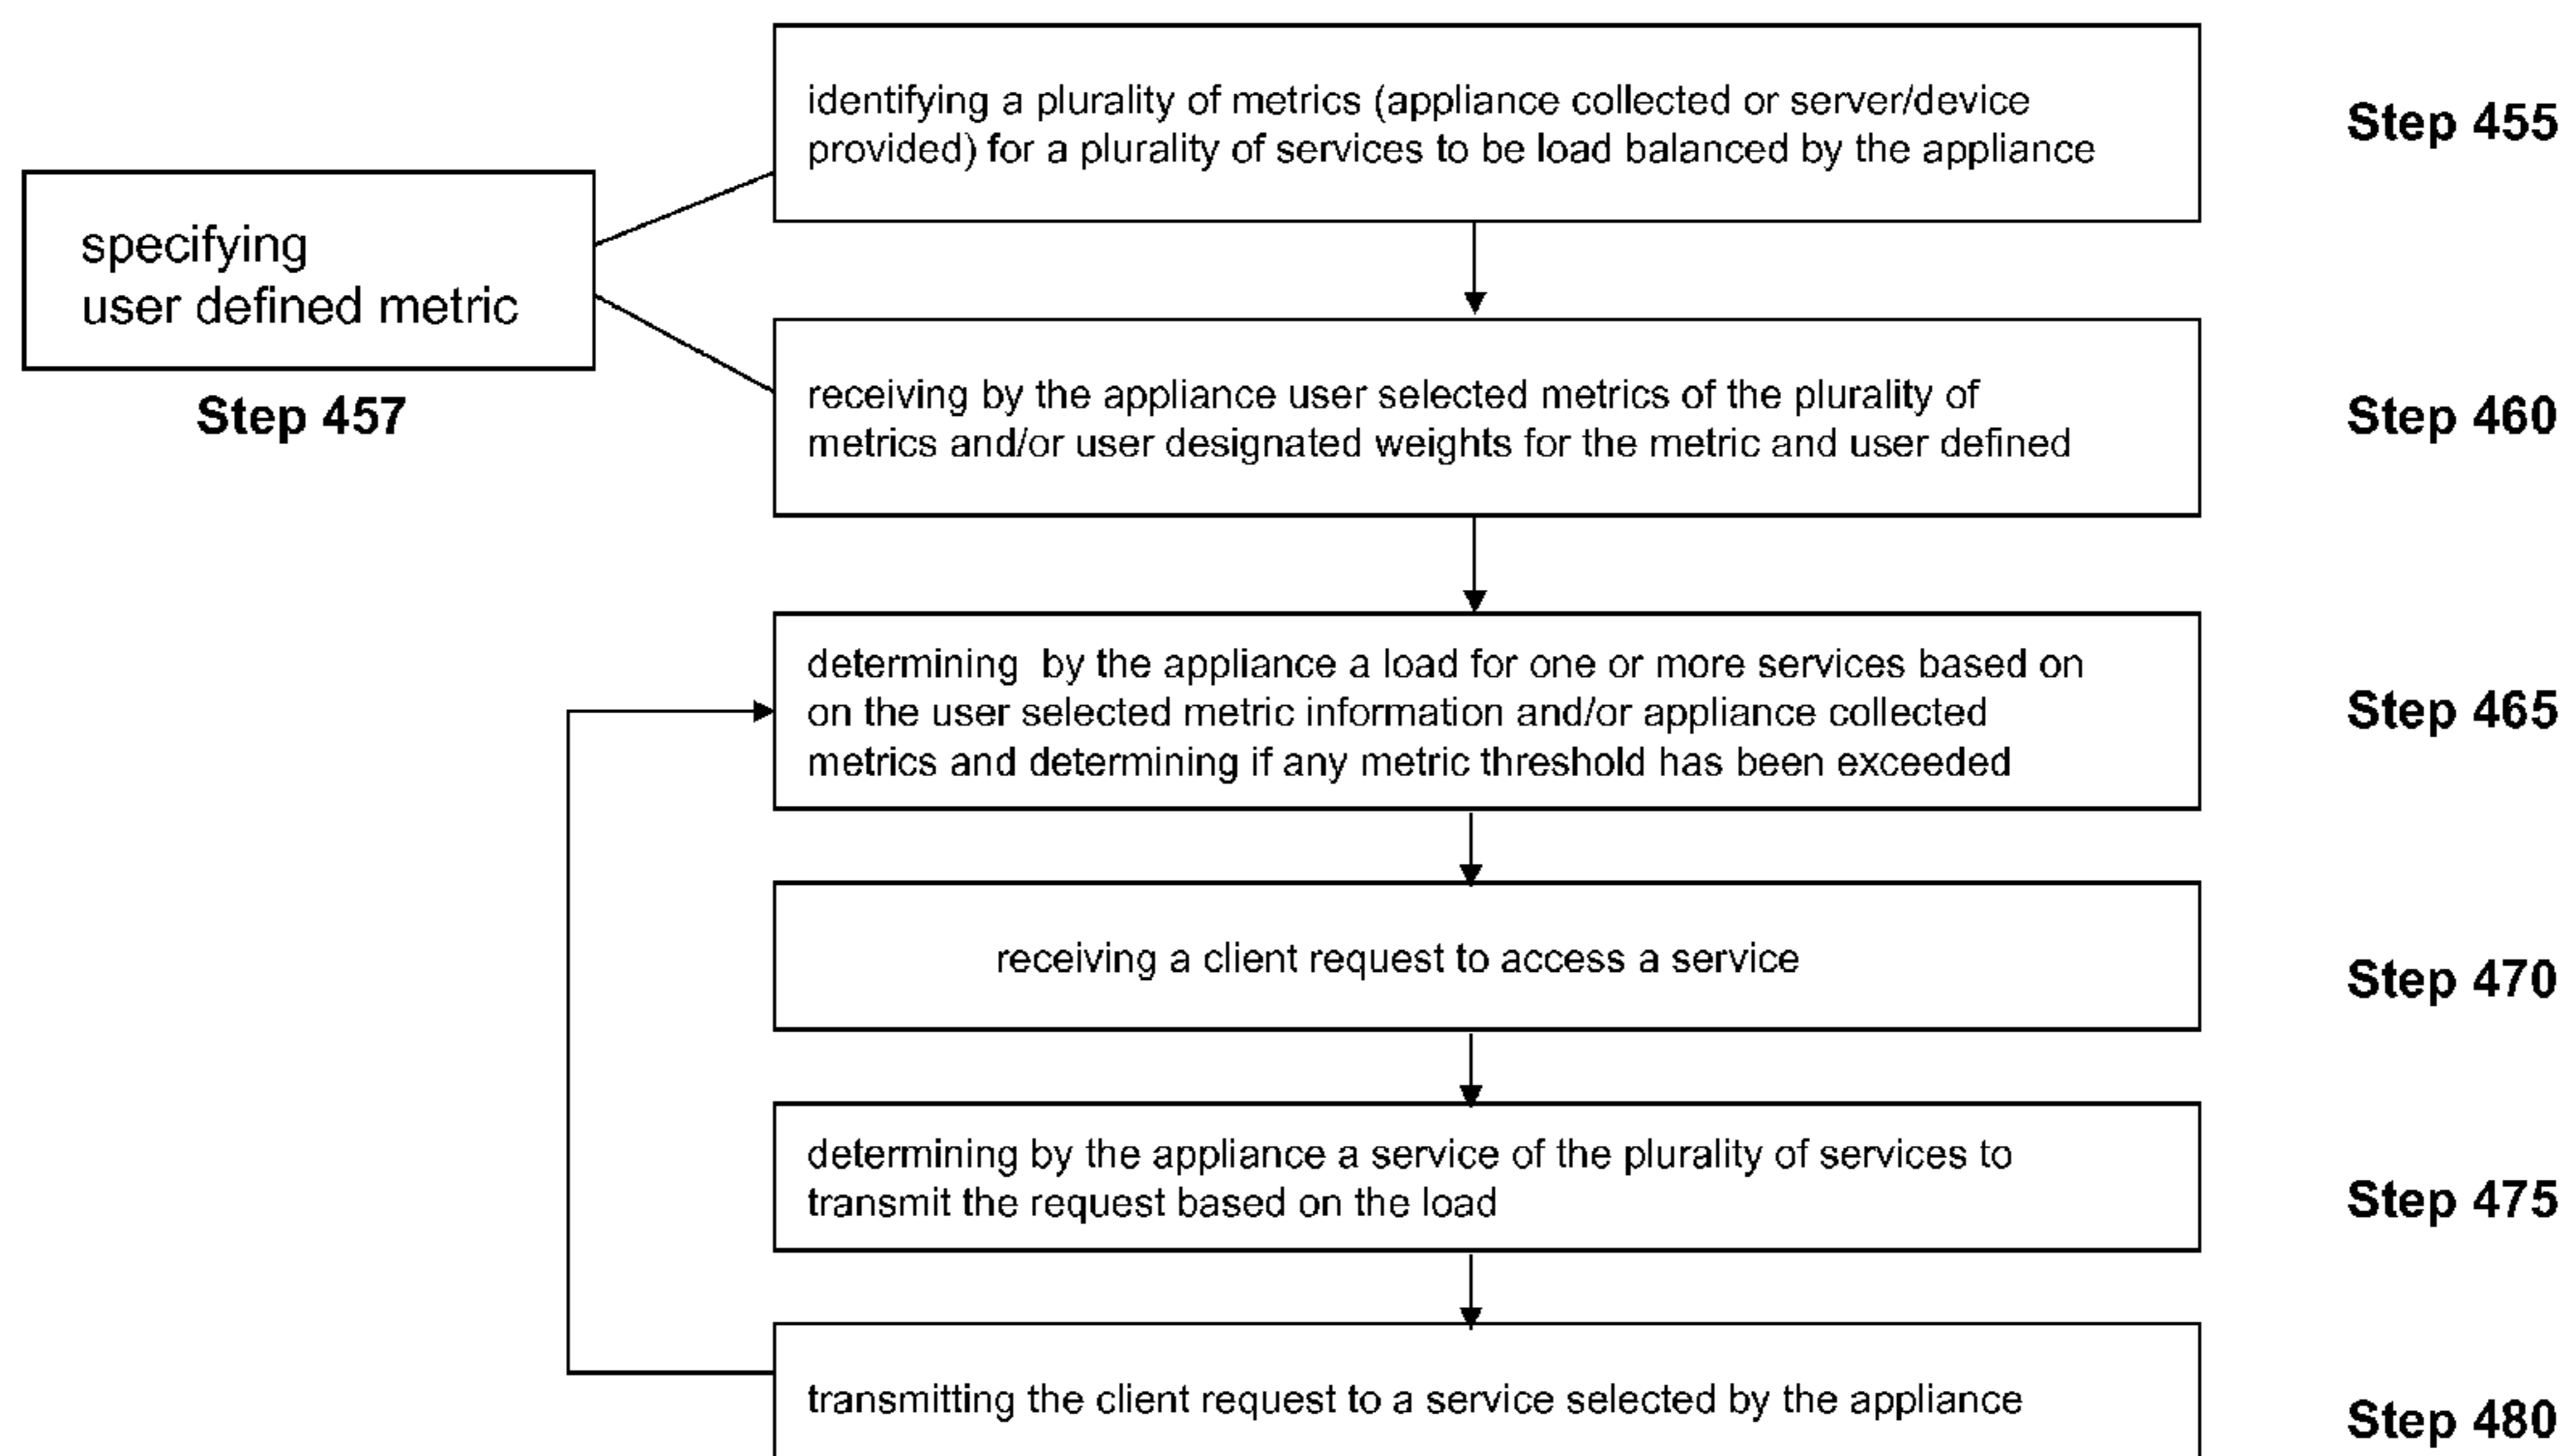 identifying a plurality of metrics (appliance collected or server/device
provided) for a plurality of services to be load balanced by the appliance
Step 455
specifying
user defined metric
Step 457
receiving by the appliance user selected metrics of the plurality of
metrics and/or user designated weights for the metric and user defined
Step 460
determining by the appliance a load for one or more services based on
on the user selected metric information and/or appliance collected
metrics and determining if any metric threshold has been exceeded
Step 465
receiving a client request to access a service
Step 470
determining by the appliance a service of the plurality of services to
transmit the request based on the load
Step 475
transmitting the client request to a service selected by the appliance
Step 480